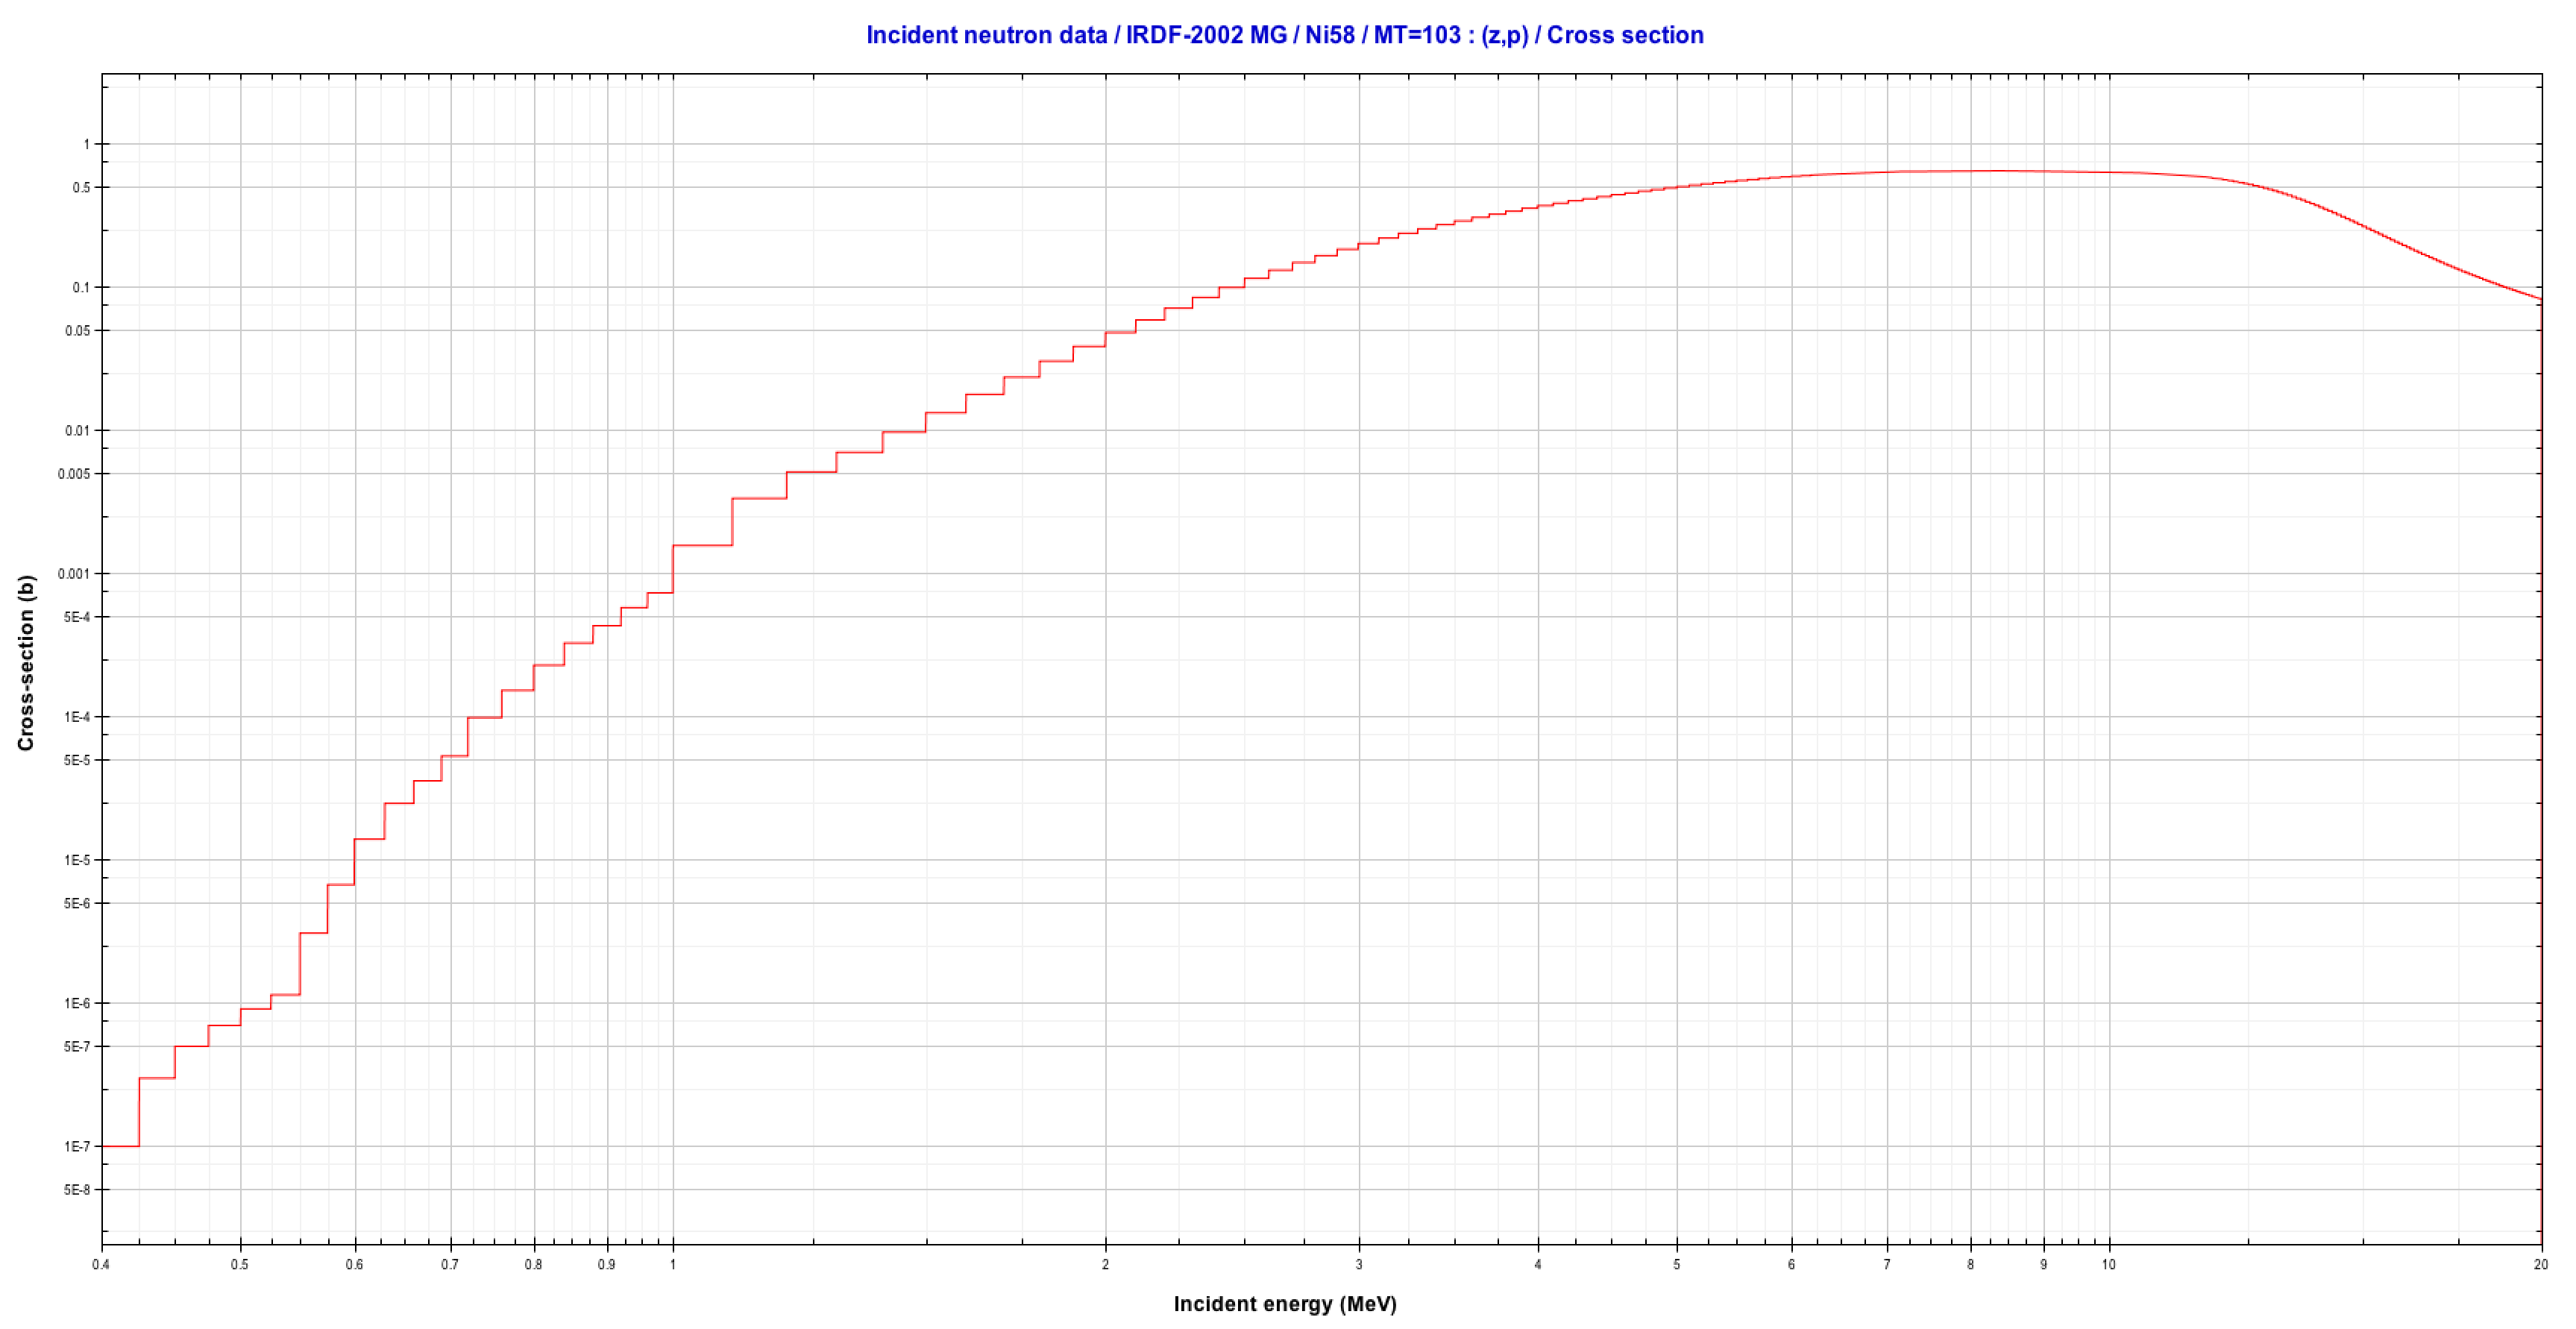 Incident neutron data / IRDF-2002 MG / Ni58 / MT=103 : (z,p) / Cross section
1
0.5
0.1
0.05
0.01
0.005
0.001
5E-4
1E-4
5E-5
1E-5
5E-6
1E-6
5E-7
1E-7
5E-8
Cross-section (b)
0.4 0.5 0.6 0.7 0.8 0.9 1 2 3 4 5 6 7 8 9 10 20
Incident energy (MeV)